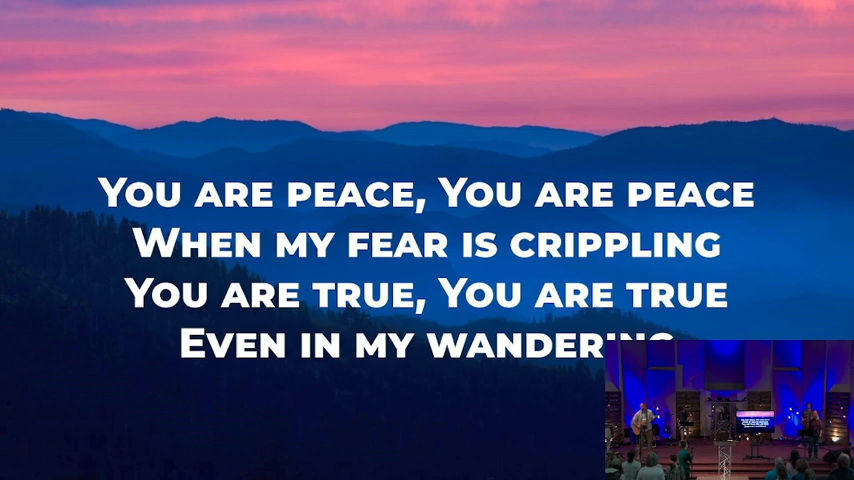 You are peace, You are peace
When my fear is crippling
You are true, You are true
Even in my wandering